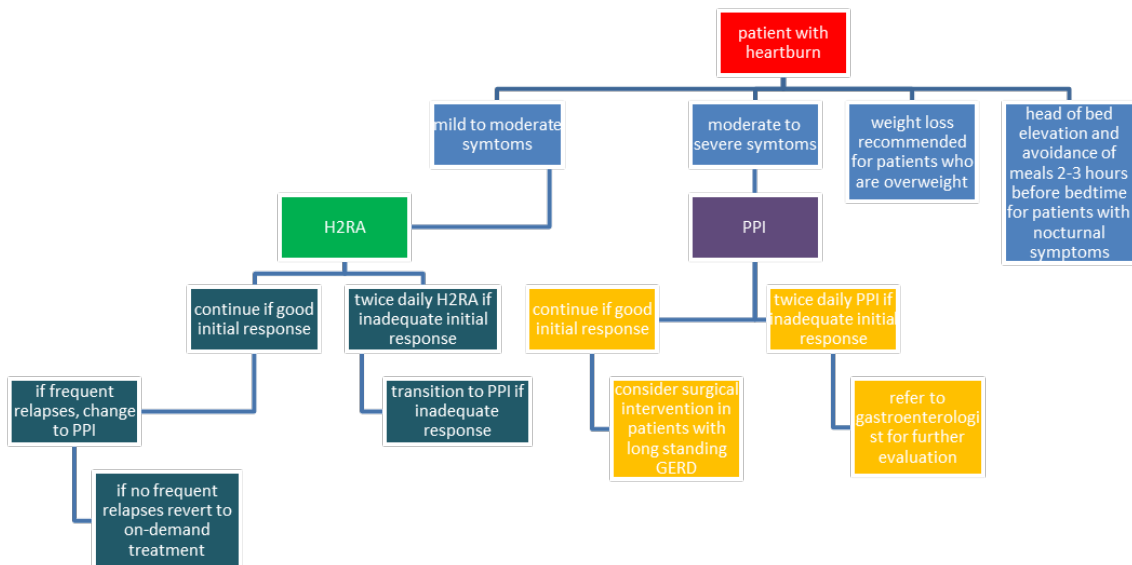 patient with
heartburn
mild to moderate
symtoms
moderate to
severe symtoms
weight loss
recommended
for patients who
are overweight
head of bed
elevation and
avoidance of
meals 2-3 hours
before bedtime
for patients with
nocturnal
symptoms
H2RA
PPI
continue if good
initial response
twice daily H2RA if
inadequate initial
response
continue if good
initial response
twice daily PPI if
inadequate initial
response
if frequent
relapses, change
to PPI
transition to PPI if
inadequate
response
consider surgical
intervention in
patients with
long standing
GERD
refer to
gastroenterologi
st for further
evaluation
if no frequent
relapses revert to
on-demand
treatment